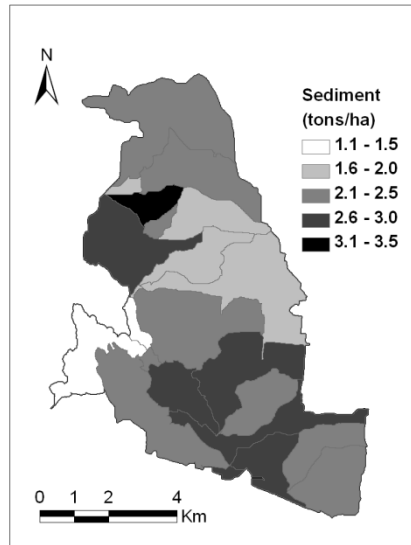 N
Sediment
(tons/ha)
1.1 - 1.5
1.6 - 2.0
2.1 - 2.5
2.6 - 3.0
3.1 - 3.5
0 1 2 4
Km